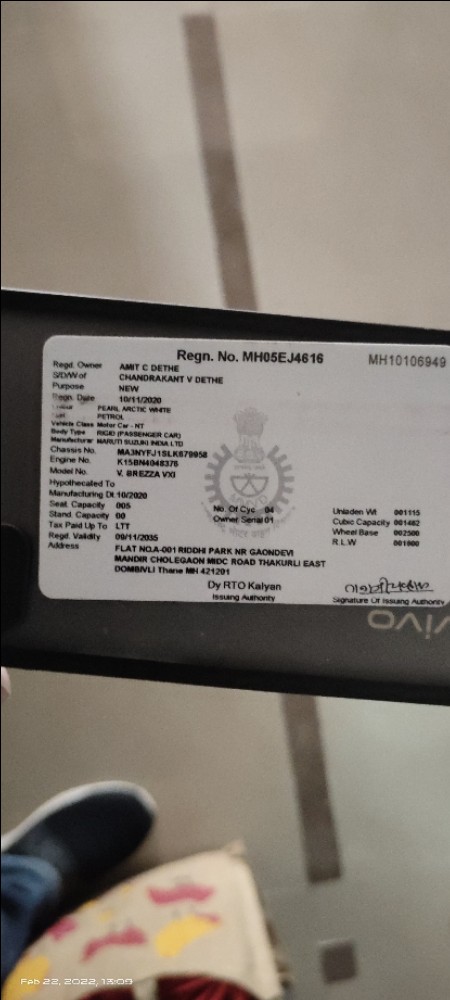 Regn. No. MH05EJ4616 MH10106949
Regd. Owner AMIT C DETHE
S/D/W of CHANDRAKANT V DETHE
Purpose NEW
Regn. Date 10/11/2020
Colour PEARL ARCTIC WHITE
Fuel PETROL
Vehicle Class Motor Car - NT
Body Type RIGID (PASSENGER CAR)
Manufacturer MARUTI SUZUKI INDIA LTD
Chassis No. MA3NYFJ1SLK679958
Engine No. K15BN4048376
Model No. V. BREZZA VXI
Hypothecated To
Manufacturing Dt 10/2020
Seat. Capacity 005 No. Of Cyc 04 Unladen Wt 001115
Stand. Capacity 00 Owner Serial 01 Cubic Capacity 001462
Tax Paid Up To LTT Wheel Base 002500
Regd. Validity 09/11/2035 R.L.W
Address FLAT NO.A-001 RIDDHI PARK NR GAONDEVI
MANDIR CHOLEGAON MIDC ROAD THAKURLI EAST
DOMBIVLI Thane MH 421201
Dy RTO Kalyan
Issuing Authority Signature Of Issuing Authority
vivo
Feb 22, 2022, 13:09